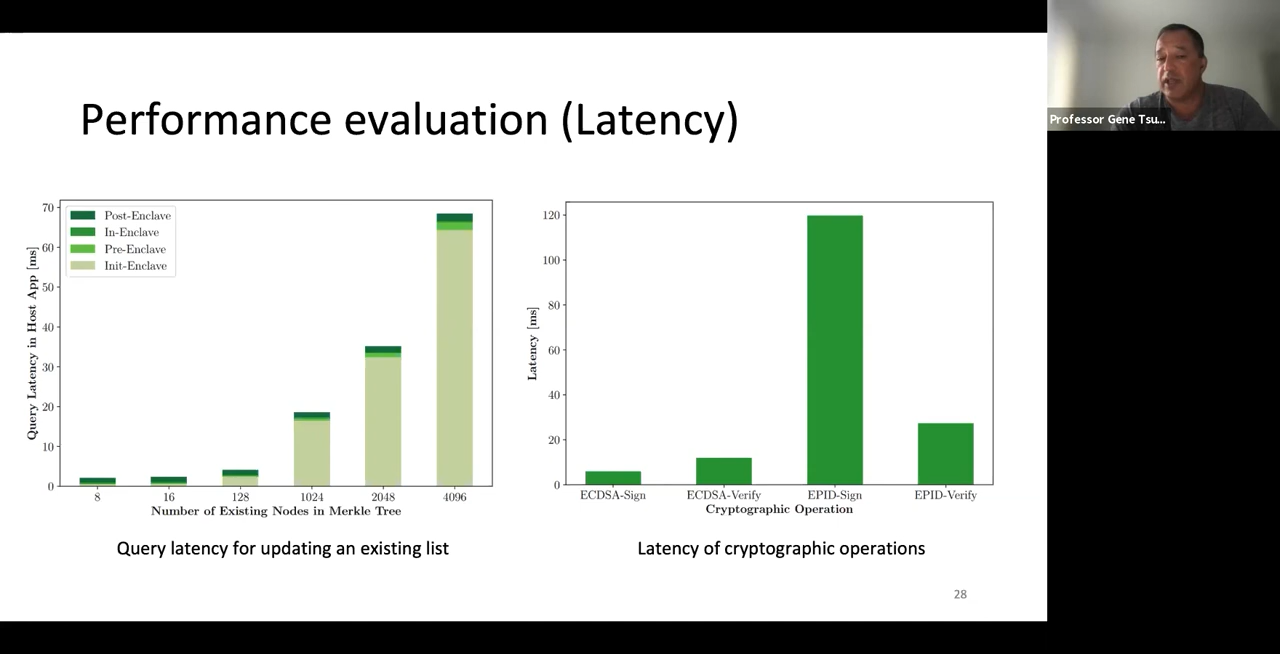 Performance evaluation (Latency)
Professor Gene Tsu...
Query Latency in Host App [ms]
70
60
50
40
30
20
10
0
Post-Enclave
In-Enclave
Pre-Enclave
Init-Enclave
8 16 128 1024 2048 4096
Number of Existing Nodes in Merkle Tree
Query latency for updating an existing list
Latency [ms]
120
100
80
60
40
20
0
ECDSA-Sign ECDSA-Verify EPID-Sign EPID-Verify
Cryptographic Operation
Latency of cryptographic operations
28